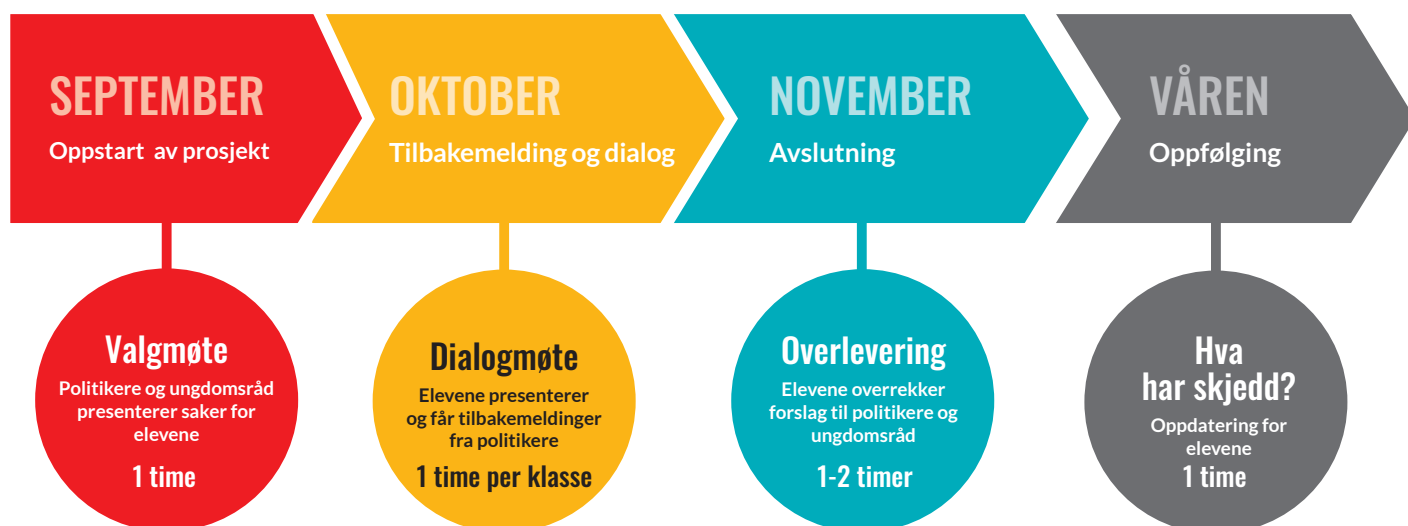 SEPTEMBER
Oppstart av prosjekt
OKTOBER
Tilbakemelding og dialog
NOVEMBER
Avslutning
VÅREN
Oppfølging
Valgmøte
Politikere og ungdomsråd
presenterer saker for
elevene
1 time
Dialogmøte
Elevene presenterer
og får tilbakemeldinger
fra politikere
1 time per klasse
Overlevering
Elevene overrekker
forslag til politikere og
ungdomsråd
1-2 timer
Hva
har skjedd?
Oppdatering for
elevene
1 time